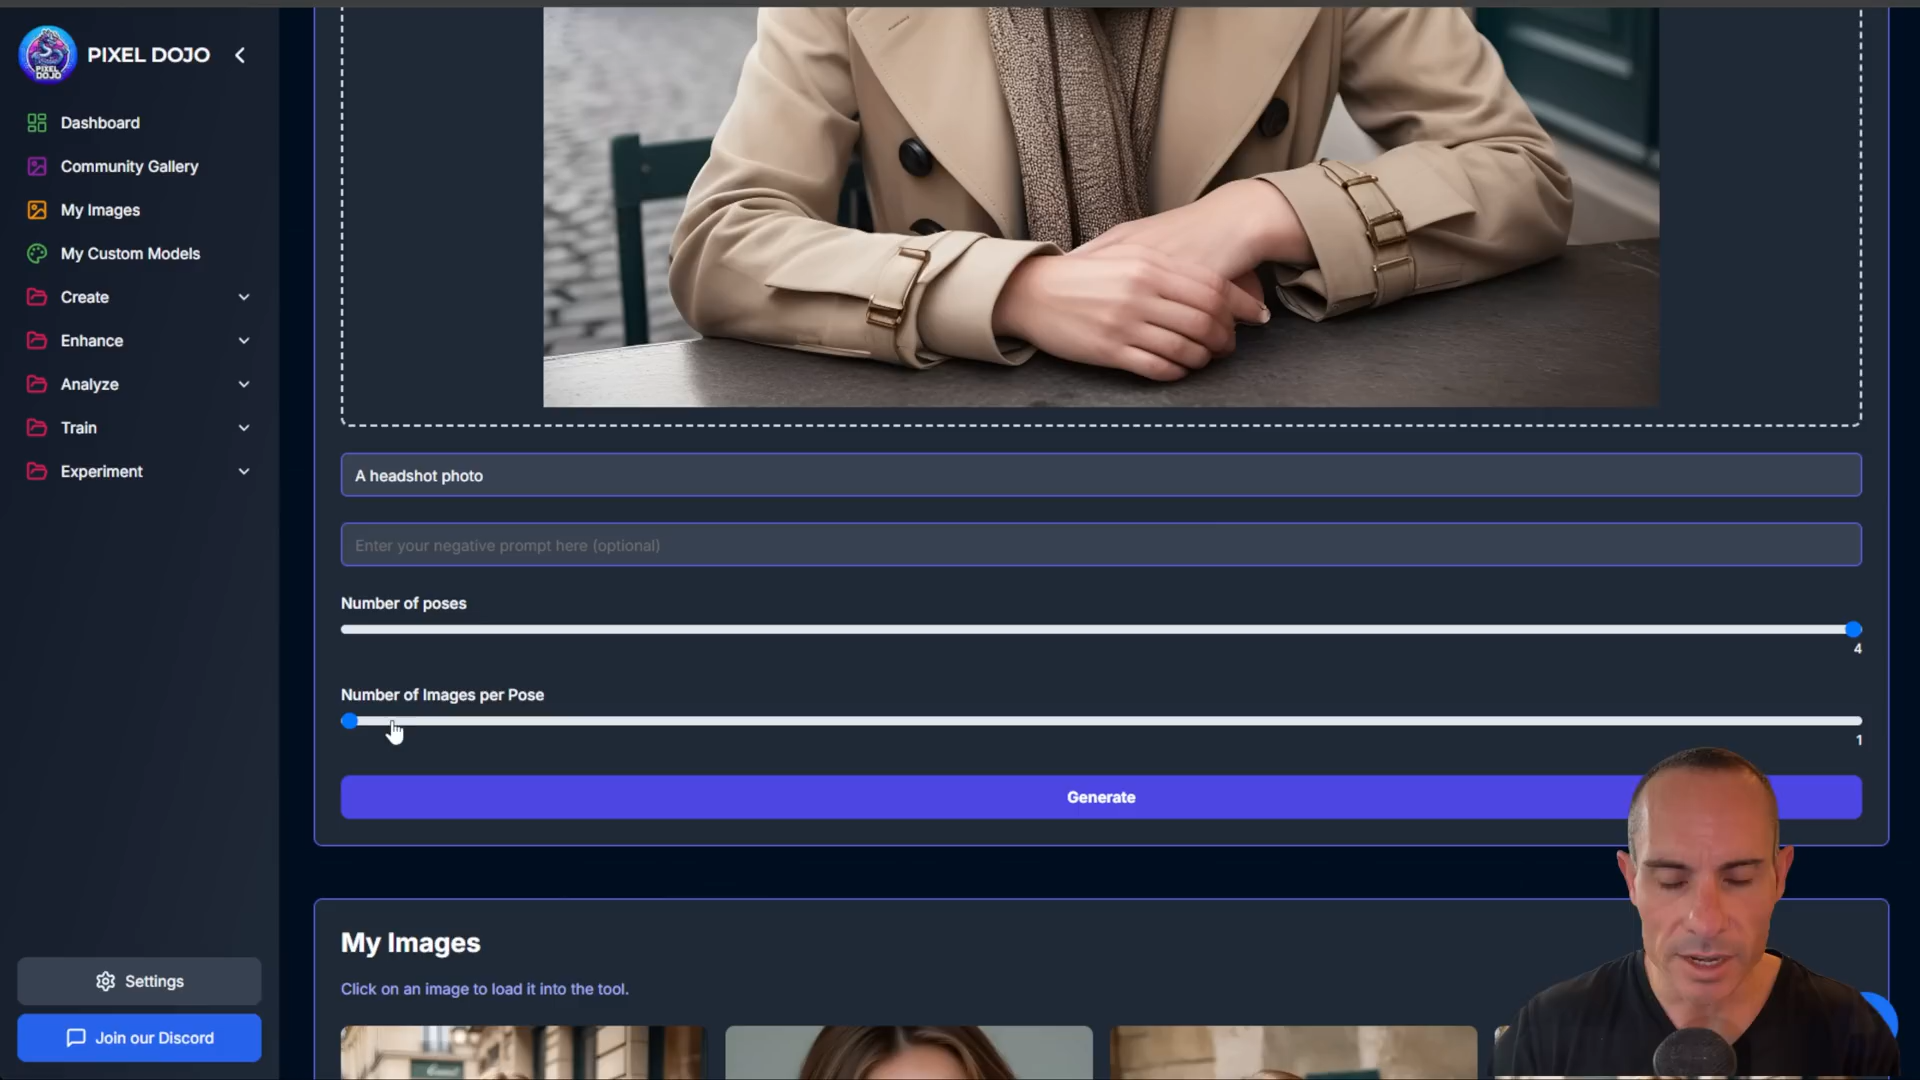 PIXEL DOJO
PIXEL
DOJO
Dashboard
Community Gallery
My Images
My Custom Models
Create
Enhance
Analyze
Train
Experiment
Settings
Join our Discord
A headshot photo
Enter your negative prompt here (optional)
Number of poses
4
Number of Images per Pose
1
Generate
My Images
Click on an image to load it into the tool.